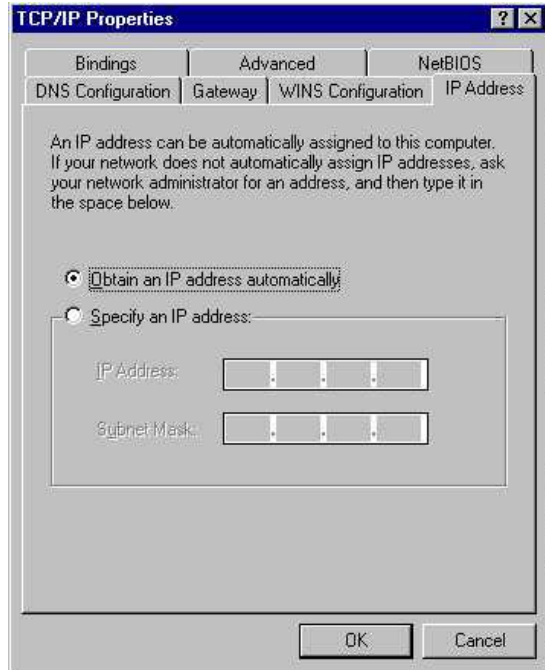 TCP/IP Properties
Bindings Advanced NetBIOS
DNS Configuration Gateway WINS Configuration IP Address
An IP address can be automatically assigned to this computer.
If your network does not automatically assign IP addresses, ask
your network administrator for an address, and then type it in
the space below.
Obtain an IP address automatically
Specify an IP address:
IP Address:
Subnet Mask:
OK Cancel